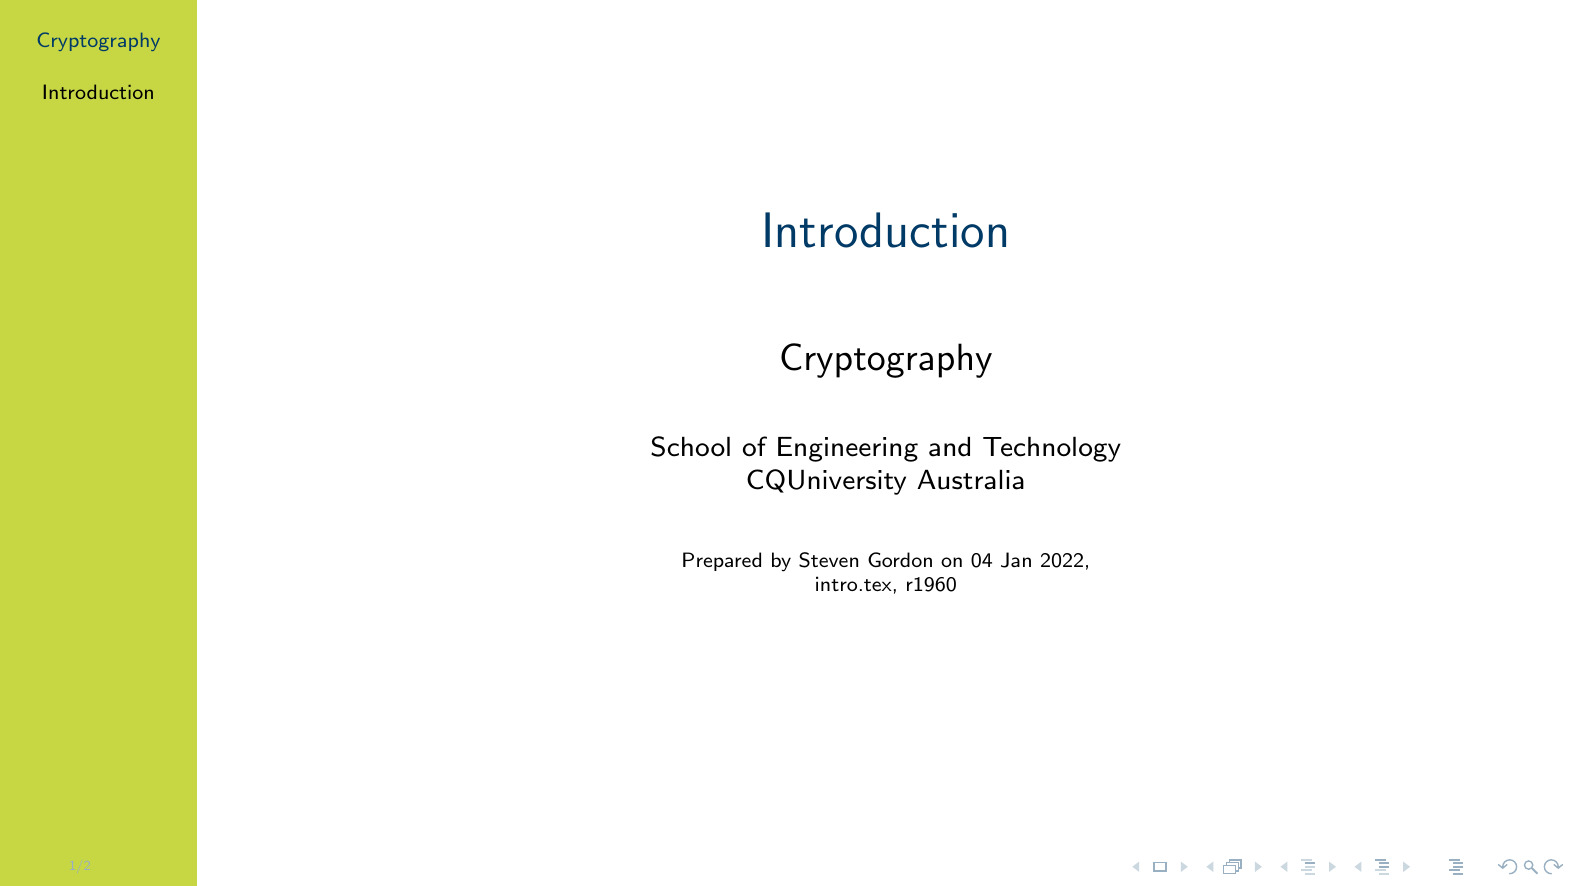 Cryptography
Introduction
Introduction
Cryptography
School of Engineering and Technology
CQUniversity Australia
Prepared by Steven Gordon on 04 Jan 2022,
intro.tex, r1960
1/2